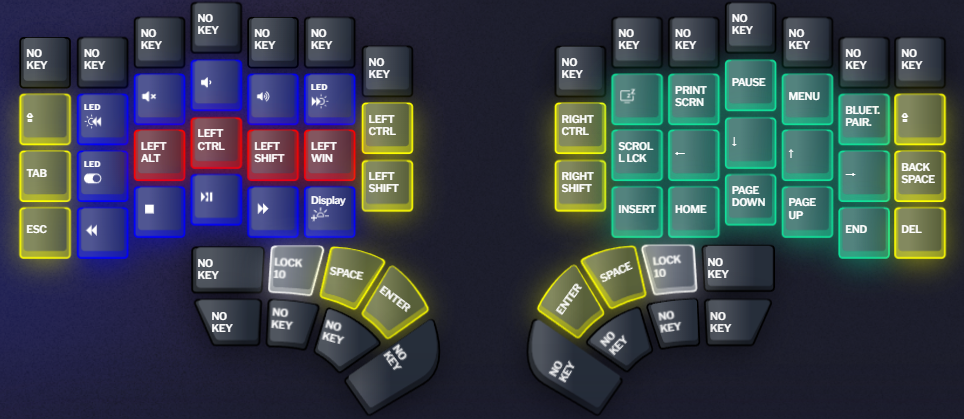 NO
KEY
NO
KEY
NO
KEY
NO
KEY
NO
KEY
NO
KEY
NO
KEY
LED
LED
LEFT
CTRL
TAB
LED
LEFT
ALT
LEFT
CTRL
LEFT
SHIFT
LEFT
WIN
LEFT
SHIFT
ESC
Display
+
NO
KEY
LOCK
10
SPACE
ENTER
NO
KEY
NO
KEY
NO
KEY
NO
KEY
NO
KEY
NO
KEY
NO
KEY
NO
KEY
NO
KEY
NO
KEY
NO
KEY
RIGHT
CTRL
PRINT
SCRN
PAUSE
MENU
BLUET.
PAIR.
RIGHT
SHIFT
SCROL
L LCK
←
↓
↑
→
BACK
SPACE
INSERT
HOME
PAGE
DOWN
PAGE
UP
END
DEL
ENTER
SPACE
LOCK
10
NO
KEY
NO
KEY
NO
KEY
NO
KEY
NO
KEY